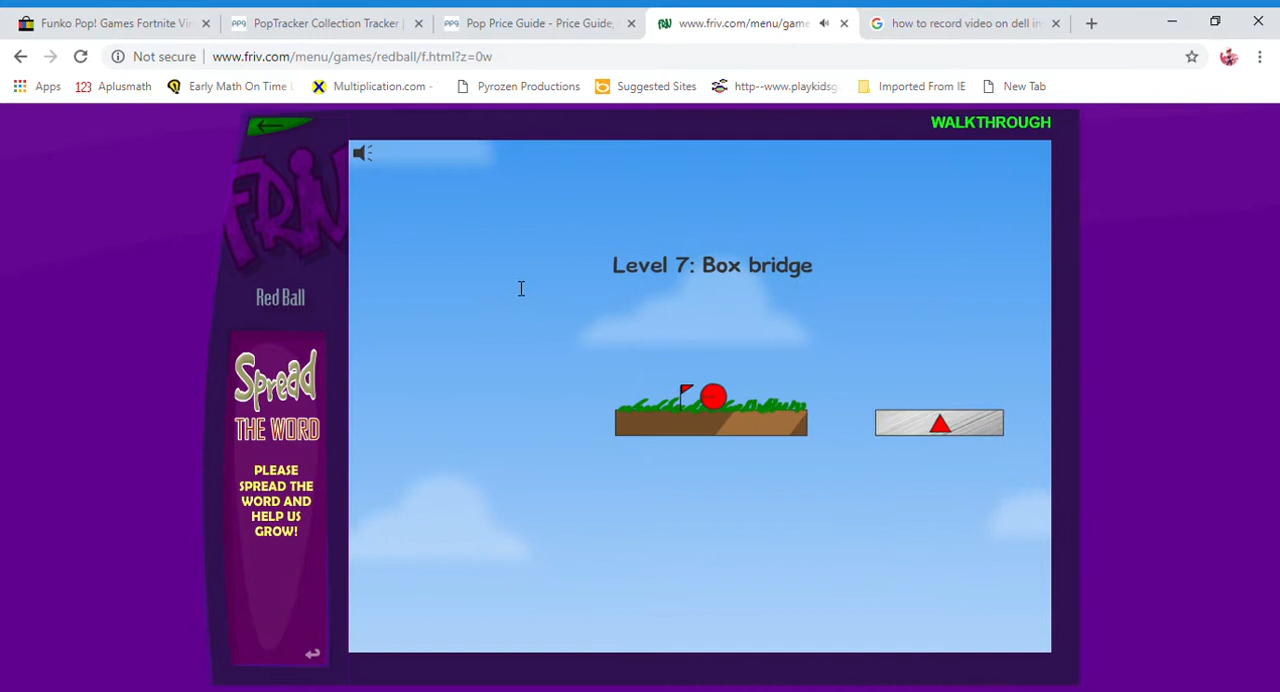 Funko Pop! Games Fortnite Vi
PopTracker Collection Tracker |
Pop Price Guide - Price Guide,
www.friv.com/menu/game
how to record video on dell in
Not secure
www.friv.com/menu/games/redball/f.html?z=0w
Apps
123 Aplusmath
Early Math On Time
Multiplication.com -
Pyrozen Productions
Suggested Sites
http--www.playkidsg
Imported From IE
New Tab
WALKTHROUGH
FRIV
Red Ball
Spread
THE WORD
PLEASE
SPREAD THE
WORD AND
HELP US
GROW!
Level 7: Box bridge